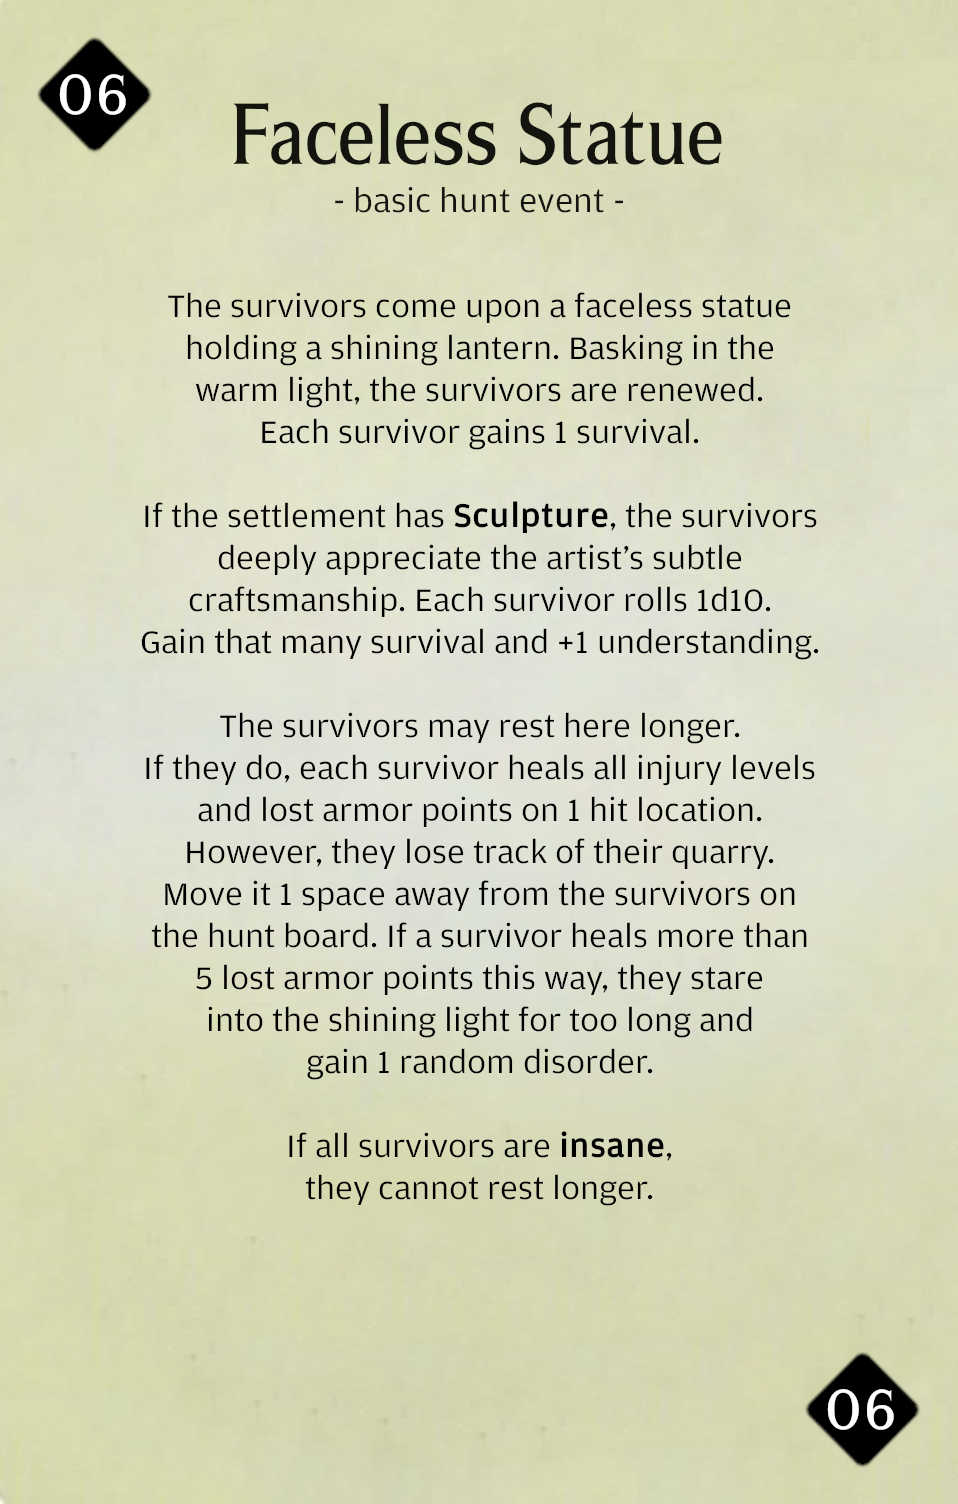 06
Faceless Statue
- basic hunt event -
The survivors come upon a faceless statue
holding a shining lantern. Basking in the
warm light, the survivors are renewed.
Each survivor gains 1 survival.
If the settlement has Sculpture, the survivors
deeply appreciate the artist’s subtle
craftsmanship. Each survivor rolls 1d10.
Gain that many survival and +1 understanding.
The survivors may rest here longer.
If they do, each survivor heals all injury levels
and lost armor points on 1 hit location.
However, they lose track of their quarry.
Move it 1 space away from the survivors on
the hunt board. If a survivor heals more than
5 lost armor points this way, they stare
into the shining light for too long and
gain 1 random disorder.
If all survivors are insane,
they cannot rest longer.
06